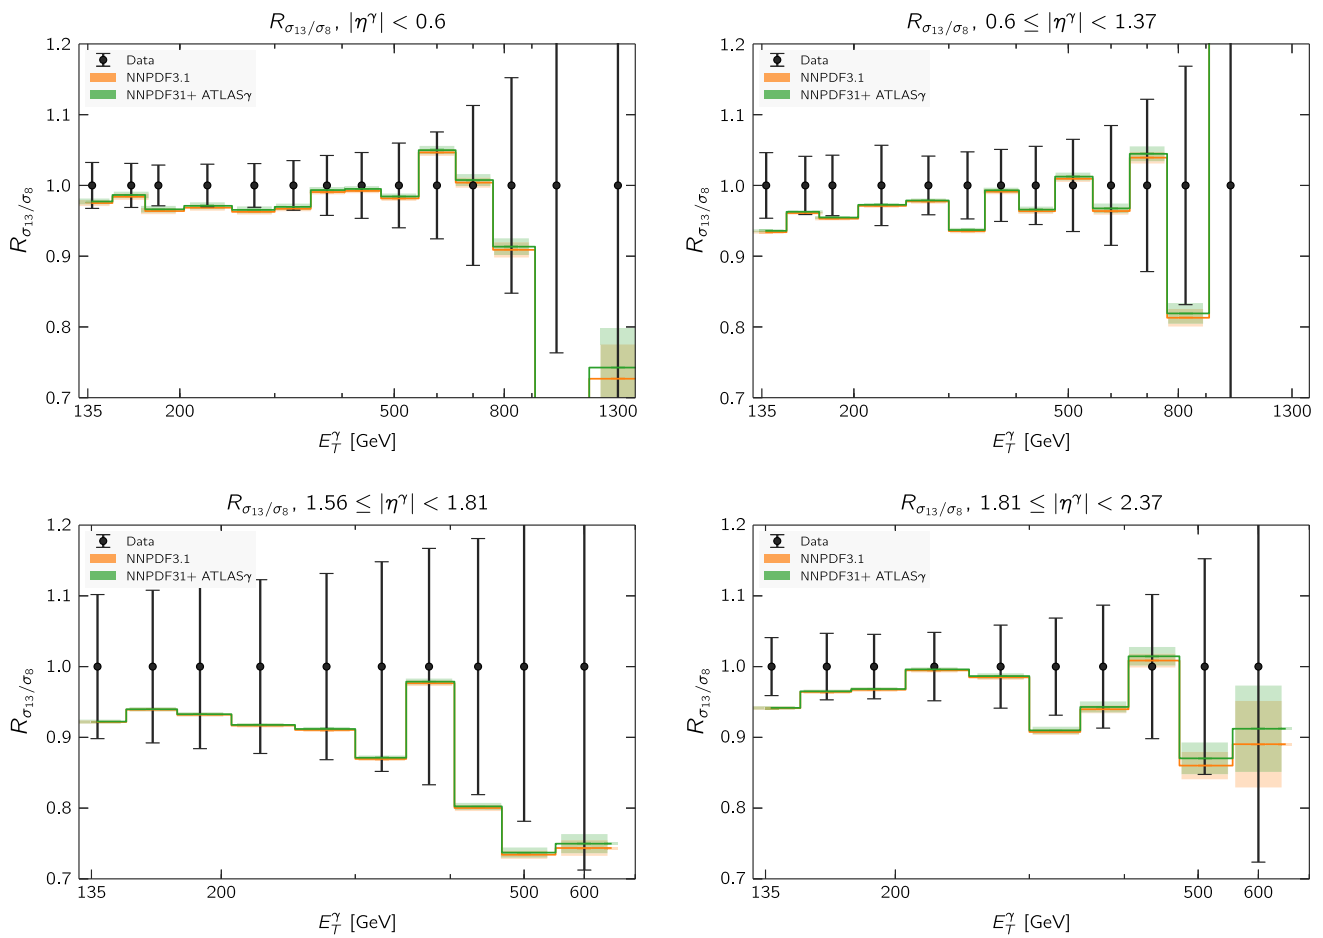 R_{σ13/σ8}, |η^γ| < 0.6
1.2
1.1
1.0
0.9
0.8
0.7
R_{σ13/σ8}
Data
NNPDF3.1
NNPDF31+ ATLASγ
135 200 500 800 1300
E_T^γ [GeV]
R_{σ13/σ8}, 0.6 ≤ |η^γ| < 1.37
1.2
1.1
1.0
0.9
0.8
0.7
R_{σ13/σ8}
Data
NNPDF3.1
NNPDF31+ ATLASγ
135 200 500 800 1300
E_T^γ [GeV]
R_{σ13/σ8}, 1.56 ≤ |η^γ| < 1.81
1.2
1.1
1.0
0.9
0.8
0.7
R_{σ13/σ8}
Data
NNPDF3.1
NNPDF31+ ATLASγ
135 200 500 600
E_T^γ [GeV]
R_{σ13/σ8}, 1.81 ≤ |η^γ| < 2.37
1.2
1.1
1.0
0.9
0.8
0.7
R_{σ13/σ8}
Data
NNPDF3.1
NNPDF31+ ATLASγ
135 200 500 600
E_T^γ [GeV]